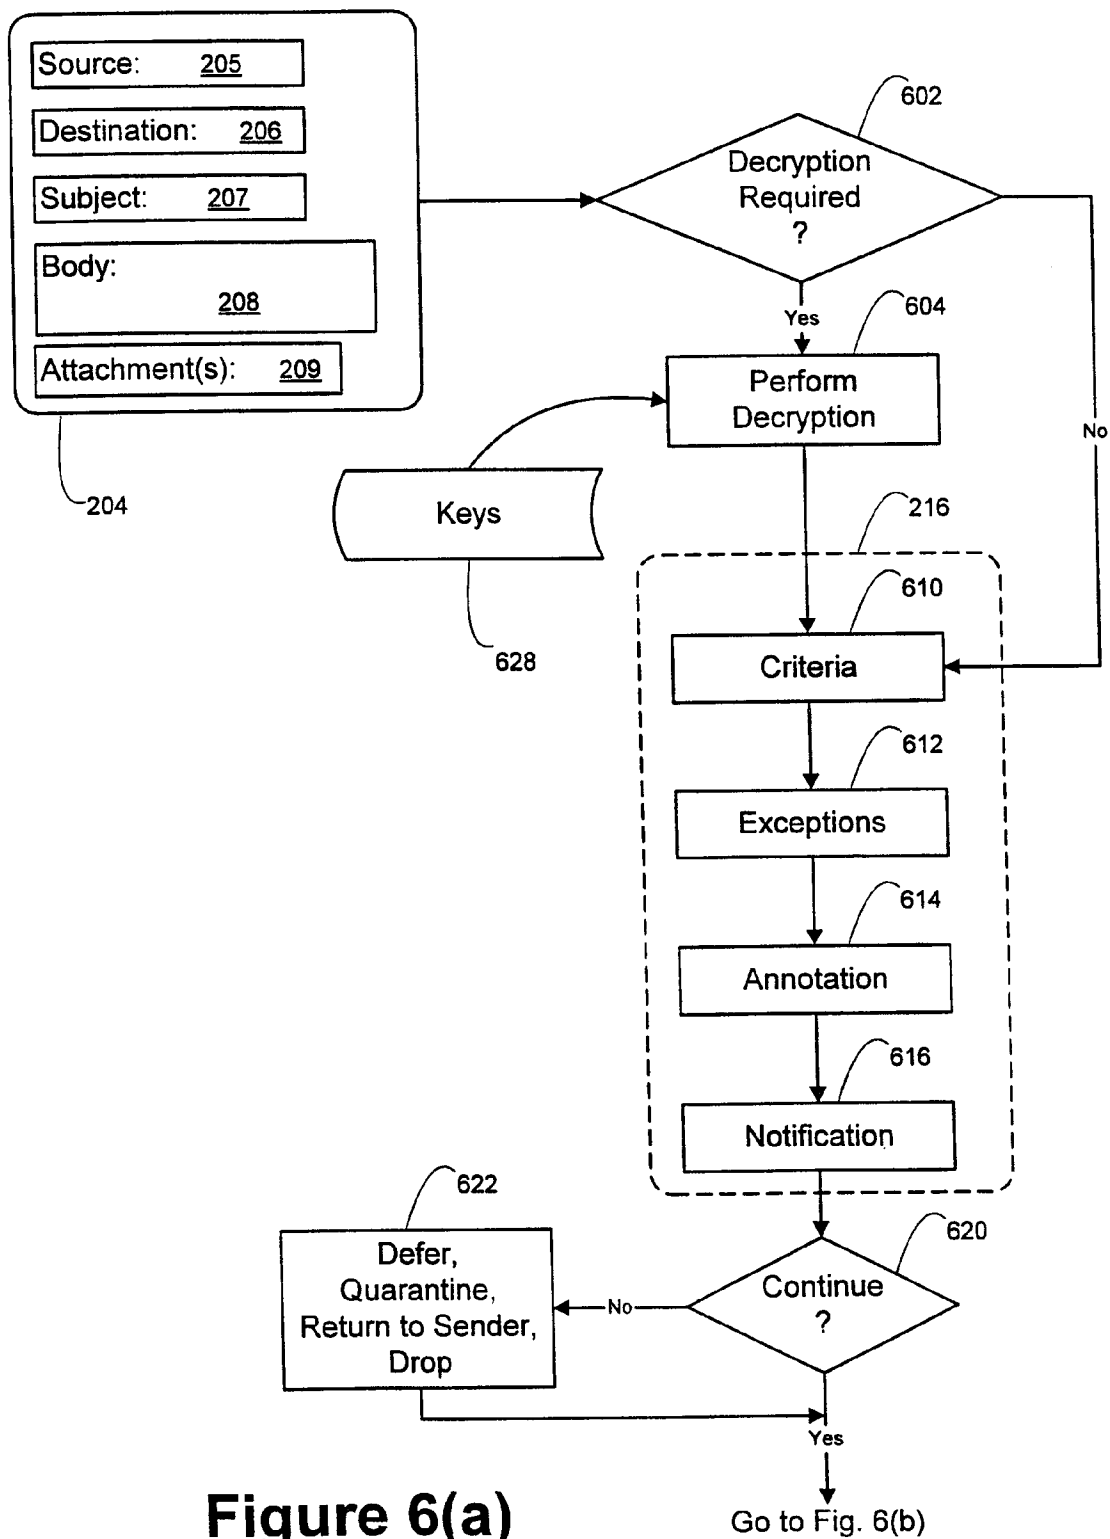 Source: 205
Destination: 206
Subject: 207
Body:
208
Attachment(s): 209
204
602
Decryption
Required
?
Yes
No
604
Perform
Decryption
Keys
628
216
610
Criteria
612
Exceptions
614
Annotation
616
Notification
620
Continue
?
No
622
Defer,
Quarantine,
Return to Sender,
Drop
Yes
Go to Fig. 6(b)
Figure 6(a)